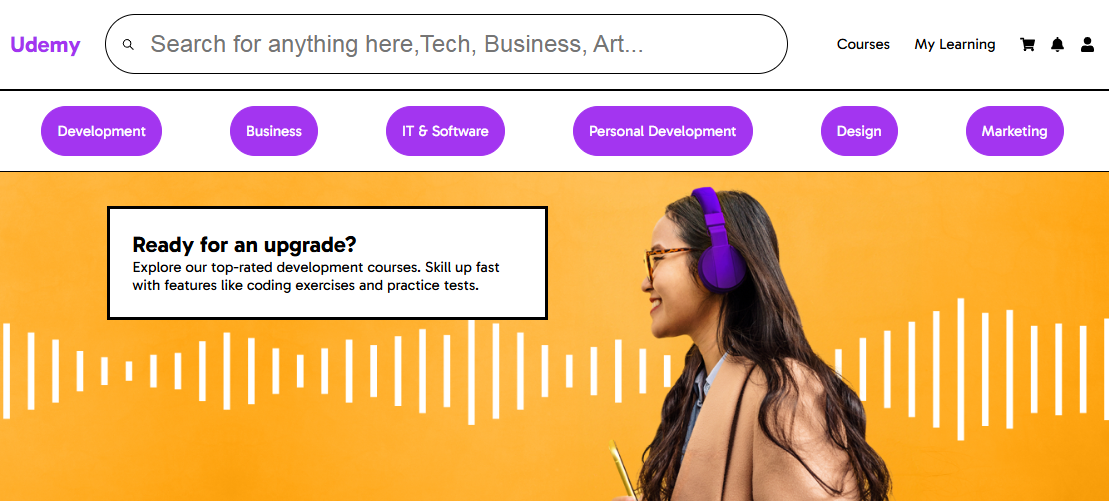 Udemy
Search for anything here,Tech, Business, Art...
Courses
My Learning
Development
Business
IT & Software
Personal Development
Design
Marketing
Ready for an upgrade?
Explore our top-rated development courses. Skill up fast
with features like coding exercises and practice tests.